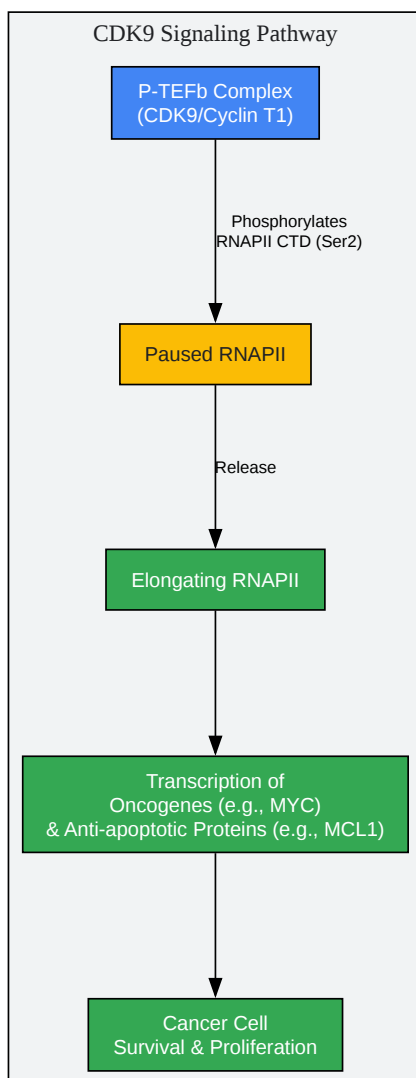 CDK9 Signaling Pathway
P-TEFb Complex
(CDK9/Cyclin T1)
Phosphorylates
RNAPII CTD (Ser2)
Paused RNAPII
Release
Elongating RNAPII
Transcription of
Oncogenes (e.g., MYC)
& Anti-apoptotic Proteins (e.g., MCL1)
Cancer Cell
Survival & Proliferation